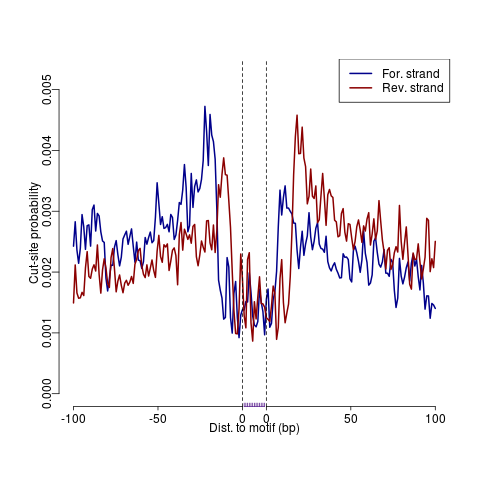 For. strand
Rev. strand
Cut-site probability
0.005
0.004
0.003
0.002
0.001
0.000
-100 -50 0 0 50 100
Dist. to motif (bp)